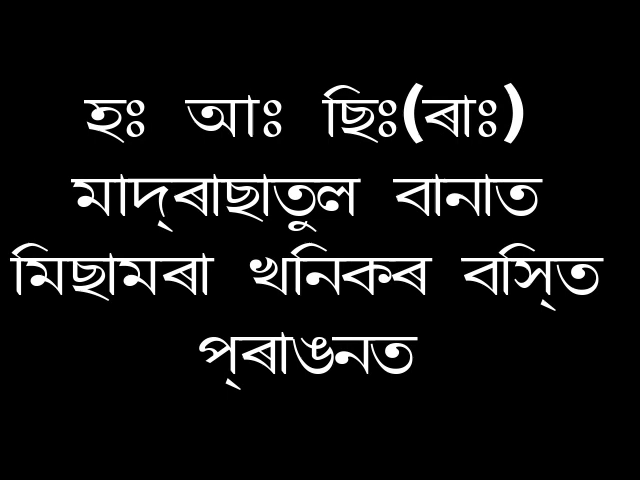 হঃ আঃ ছিঃ(ৰাঃ)
মাদ্‌ৰাছাতুল বানাত
মিছামৰা খনিকৰ বস্‌িত
প্‌ৰাঙনত